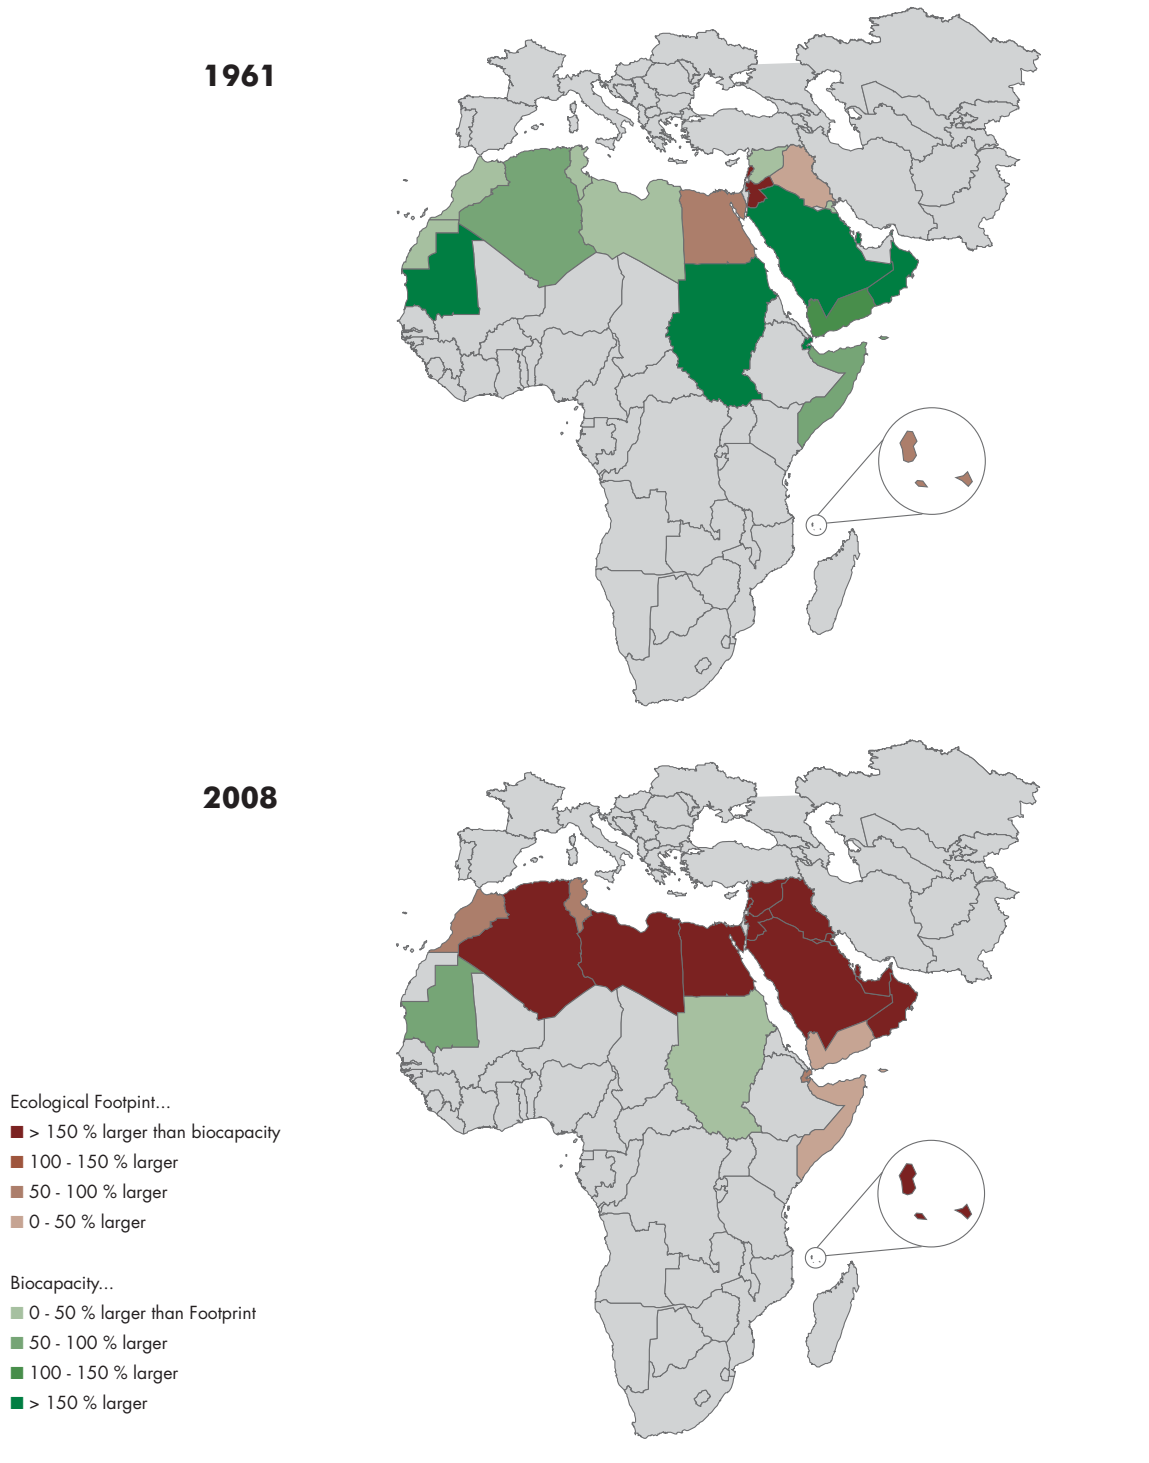 1961
2008
Ecological Footpint...
> 150 % larger than biocapacity
100 - 150 % larger
50 - 100 % larger
0 - 50 % larger
Biocapacity...
0 - 50 % larger than Footprint
50 - 100 % larger
100 - 150 % larger
> 150 % larger